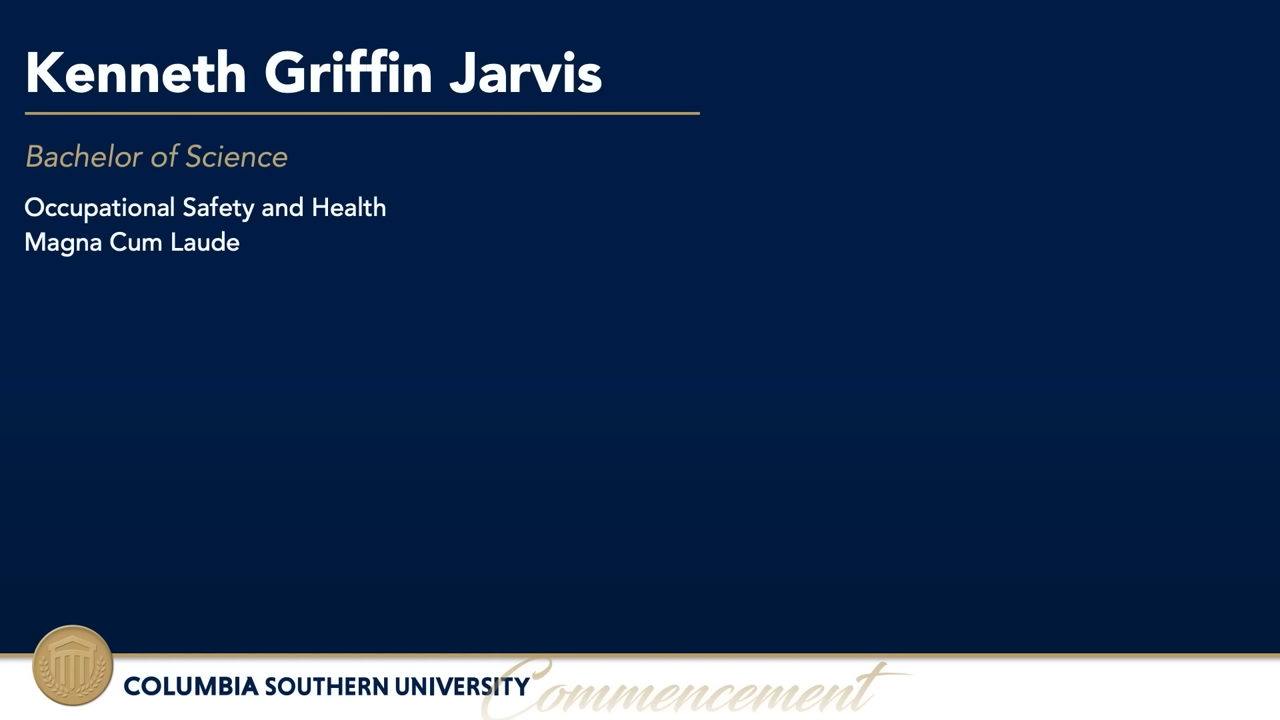 Kenneth Griffin Jarvis
Bachelor of Science
Occupational Safety and Health
Magna Cum Laude
COLUMBIA SOUTHERN UNIVERSITY
Commencement